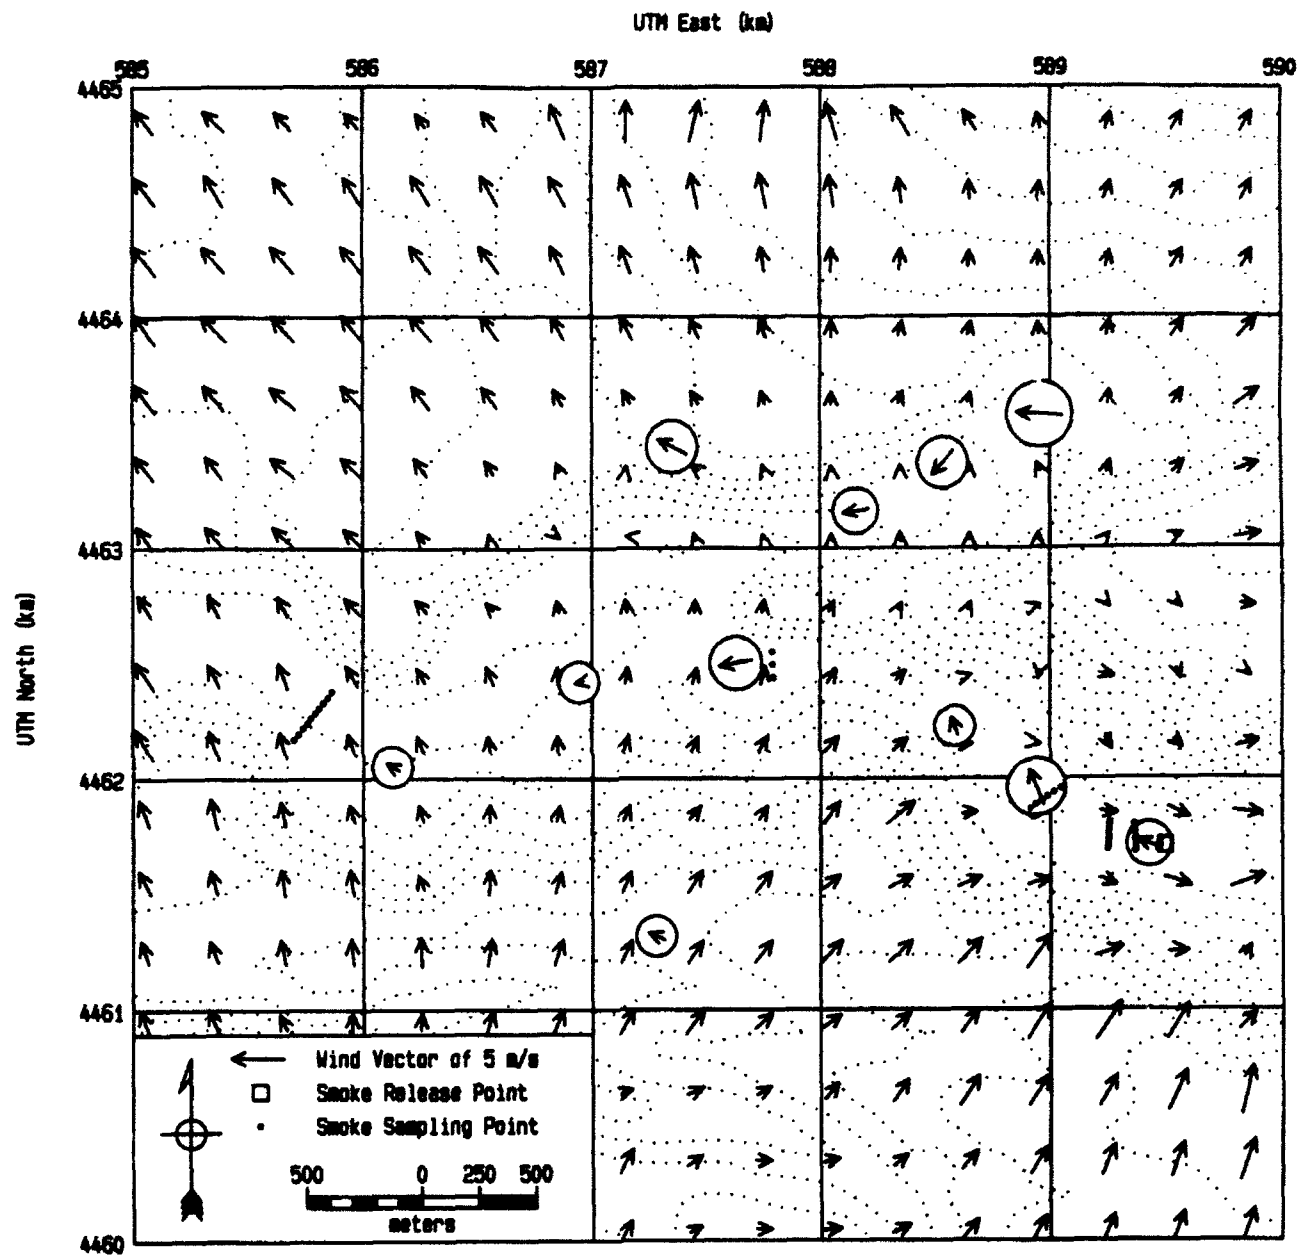 UTM East (km)
585 586 587 588 589 590
4465
4464
4463
UTM North (km)
4462
4461
Wind Vector of 5 m/s
Smoke Release Point
Smoke Sampling Point
500 0 250 500
meters
4460